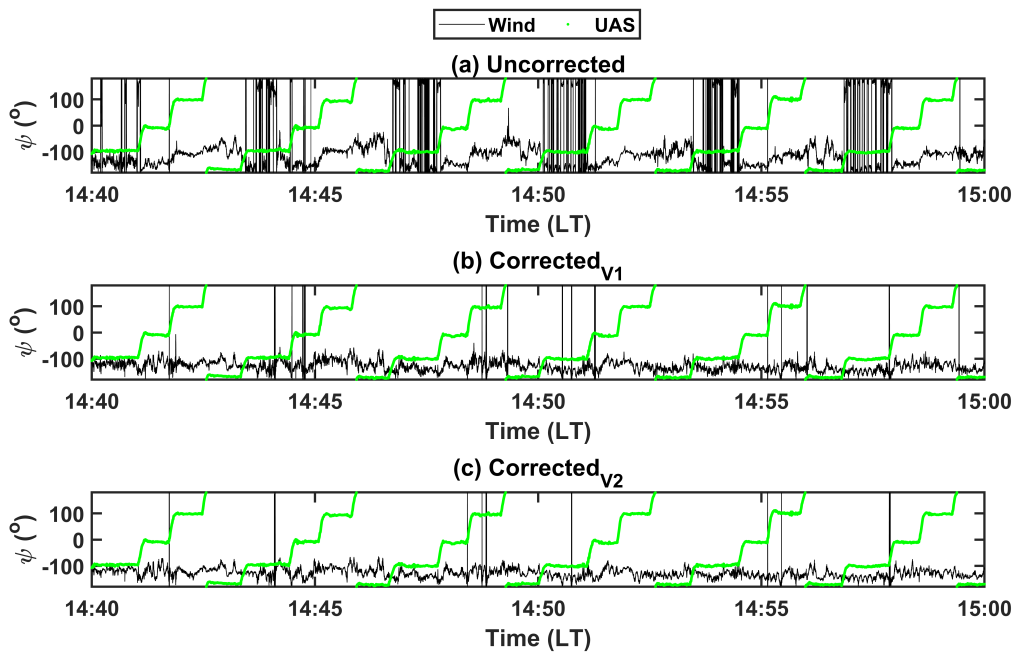 Wind UAS
(a) Uncorrected
ψ (°)
100
0
-100
14:40 14:45 14:50 14:55 15:00
Time (LT)
(b) Corrected_V1
ψ (°)
100
0
-100
14:40 14:45 14:50 14:55 15:00
Time (LT)
(c) Corrected_V2
ψ (°)
100
0
-100
14:40 14:45 14:50 14:55 15:00
Time (LT)